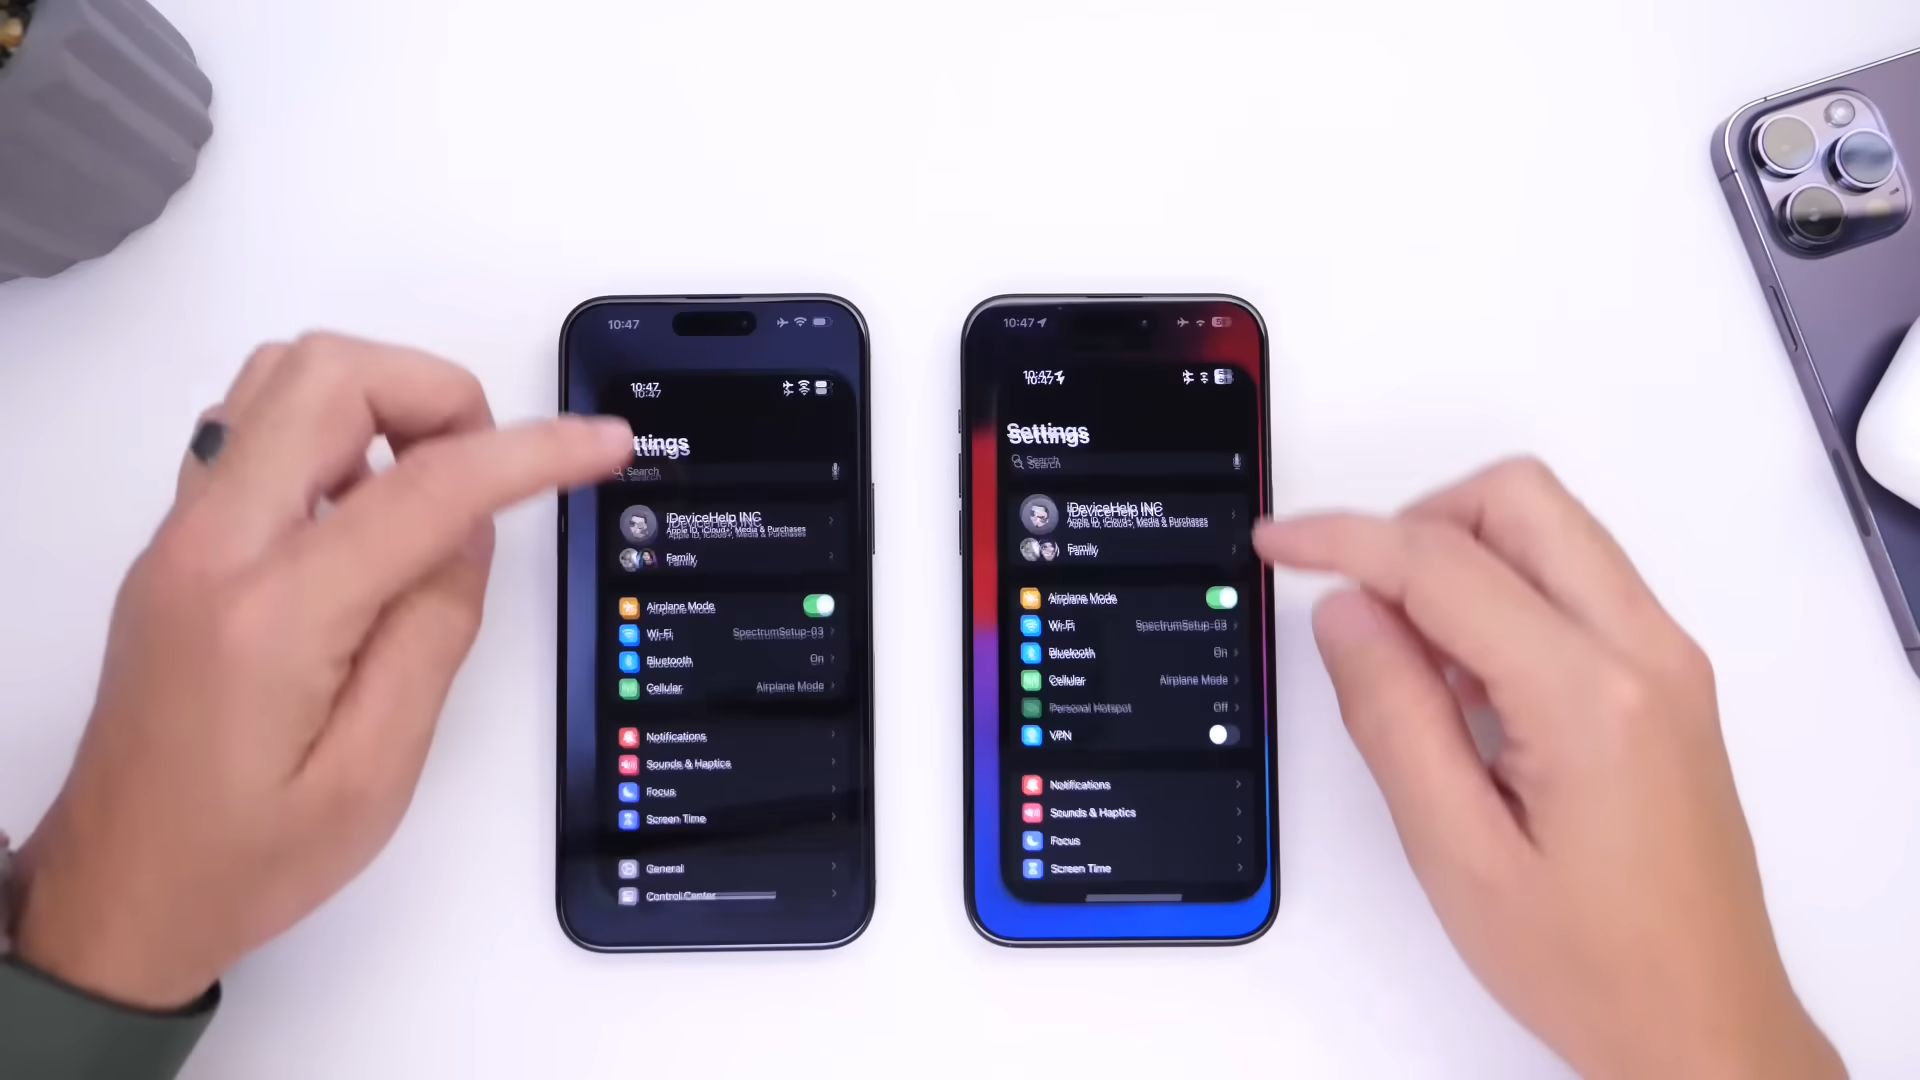 10:47
10:47
Settings
Search
iDeviceHelp INC
Apple ID, iCloud+, Media & Purchases
Family
Airplane Mode
Wi-Fi SpectrumSetup-03
Bluetooth On
Cellular Airplane Mode
Notifications
Sounds & Haptics
Focus
Screen Time
General
Control Center
10:47
10:47
Settings
Search
iDeviceHelp INC
Apple ID, iCloud+, Media & Purchases
Family
Airplane Mode
Wi-Fi SpectrumSetup-03
Bluetooth On
Cellular Airplane Mode
Personal Hotspot Off
VPN
Notifications
Sounds & Haptics
Focus
Screen Time